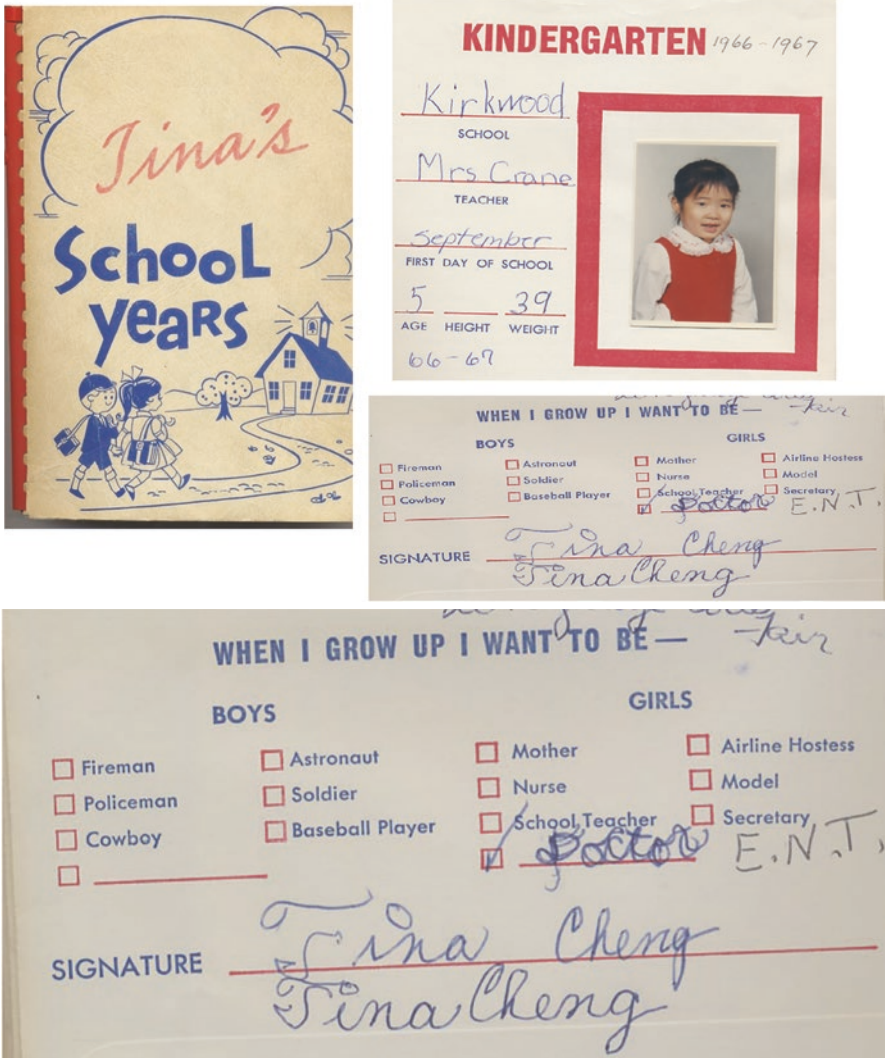 Tina's
School
years
KINDERGARTEN 1966-1967
Kirkwood
SCHOOL
Mrs Crane
TEACHER
September
FIRST DAY OF SCHOOL
5 39
AGE HEIGHT WEIGHT
66-67
WHEN I GROW UP I WANT TO BE —
BOYS GIRLS
Fireman Astronaut Mother Airline Hostess
Policeman Soldier Nurse Model
Cowboy Baseball Player School Teacher Secretary
Doctor E.N.T.
SIGNATURE Tina Cheng
Tina Cheng
WHEN I GROW UP I WANT TO BE —
BOYS GIRLS
Fireman Astronaut Mother Airline Hostess
Policeman Soldier Nurse Model
Cowboy Baseball Player School Teacher Secretary
Doctor E.N.T.
SIGNATURE Tina Cheng
Tina Cheng